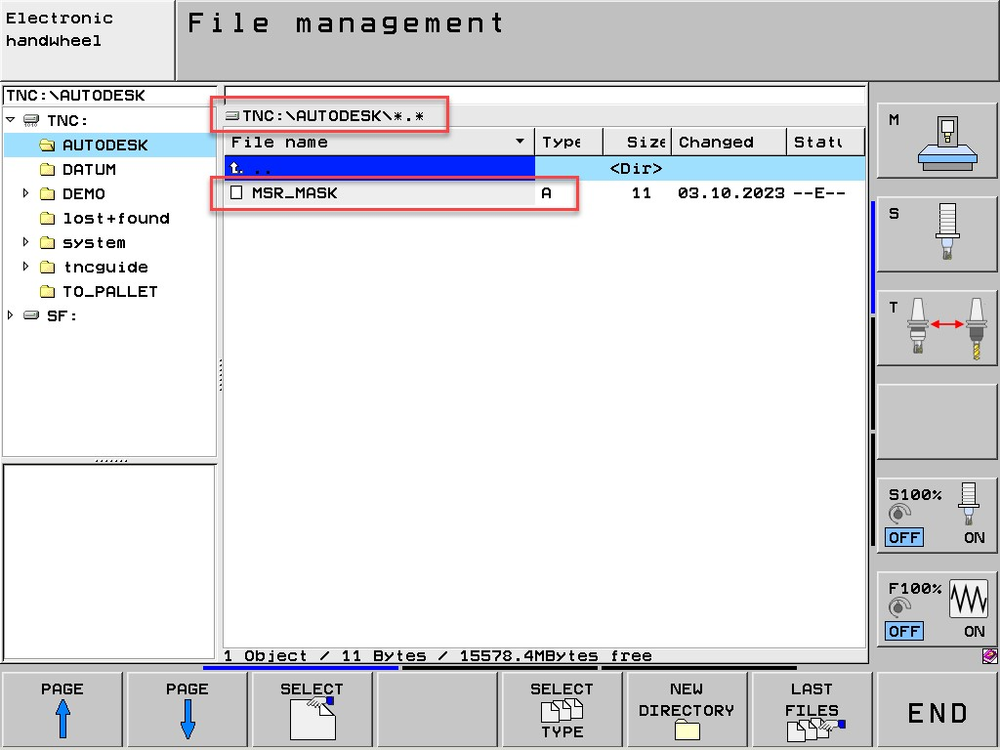 Electronic
handwheel
File management
TNC:\AUTODESK
TNC:
AUTODESK
DATUM
DEMO
lost+found
system
tncguide
TO_PALLET
SF:
TNC:\AUTODESK\*.*
File name Type Size Changed Statu
.. <Dir>
MSR_MASK A 11 03.10.2023 --E--
1 Object / 11 Bytes / 15578.4MBytes free
M
S
T
S100%
OFF ON
F100%
OFF ON
PAGE
PAGE
SELECT
SELECT
TYPE
NEW
DIRECTORY
LAST
FILES
END